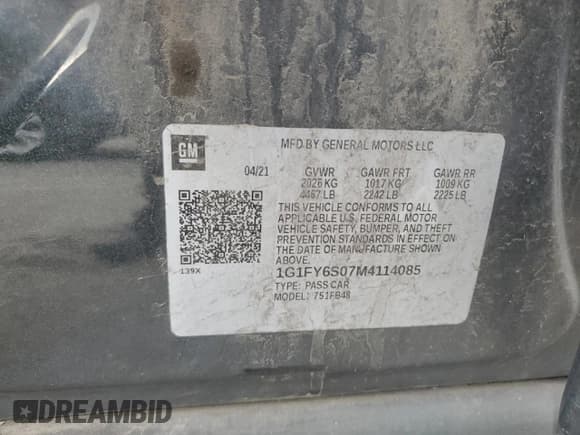 GM
MFD BY GENERAL MOTORS LLC
04/21 GVWR GAWR FRT GAWR RR
2026 KG 1017 KG 1009 KG
4467 LB 2242 LB 2225 LB
THIS VEHICLE CONFORMS TO ALL
APPLICABLE U.S. FEDERAL MOTOR
VEHICLE SAFETY, BUMPER, AND THEFT
PREVENTION STANDARDS IN EFFECT ON
THE DATE OF MANUFACTURE SHOWN
ABOVE.
139X
1G1FY6S07M4114085
TYPE: PASS CAR
MODEL: 751FB48
DREAMBID